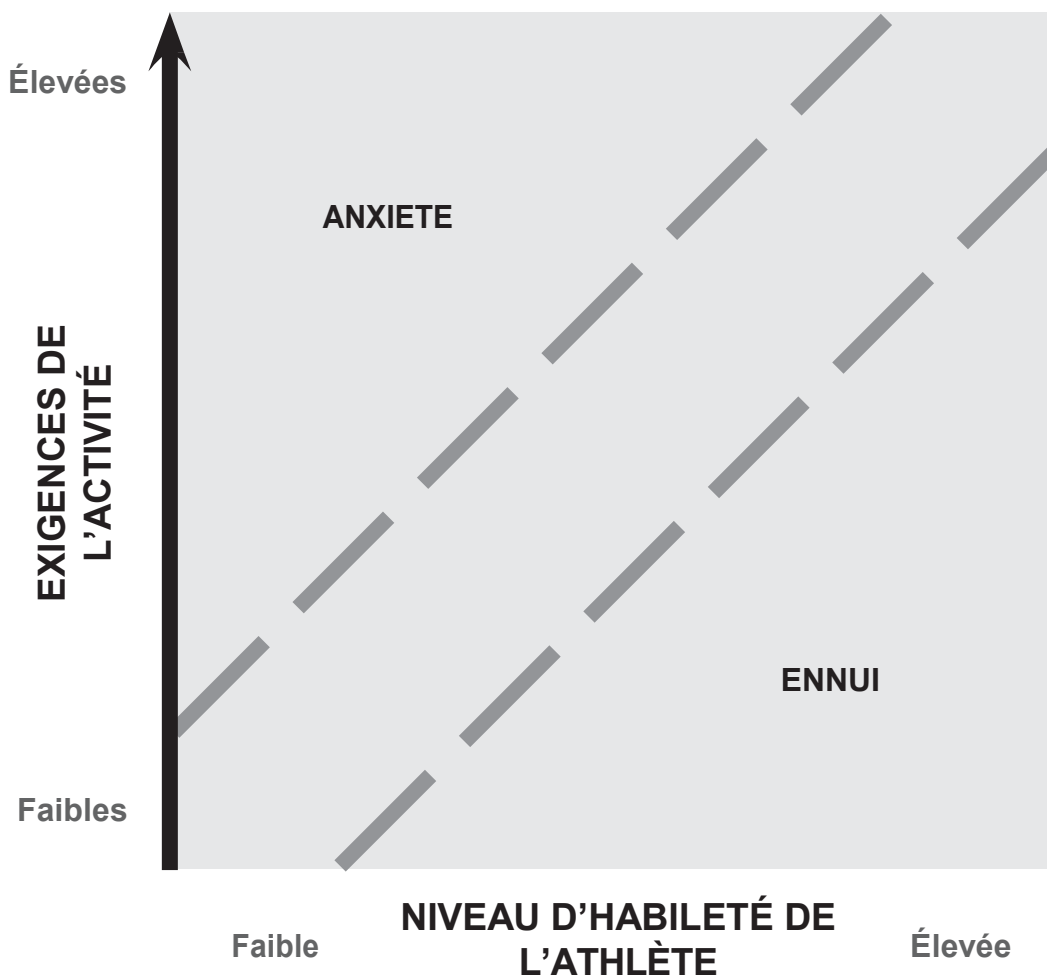 Élevées
ANXIETE
EXIGENCES DE
L’ACTIVITÉ
ENNUI
Faibles
Faible
NIVEAU D’HABILETÉ DE
L’ATHLÈTE
Élevée